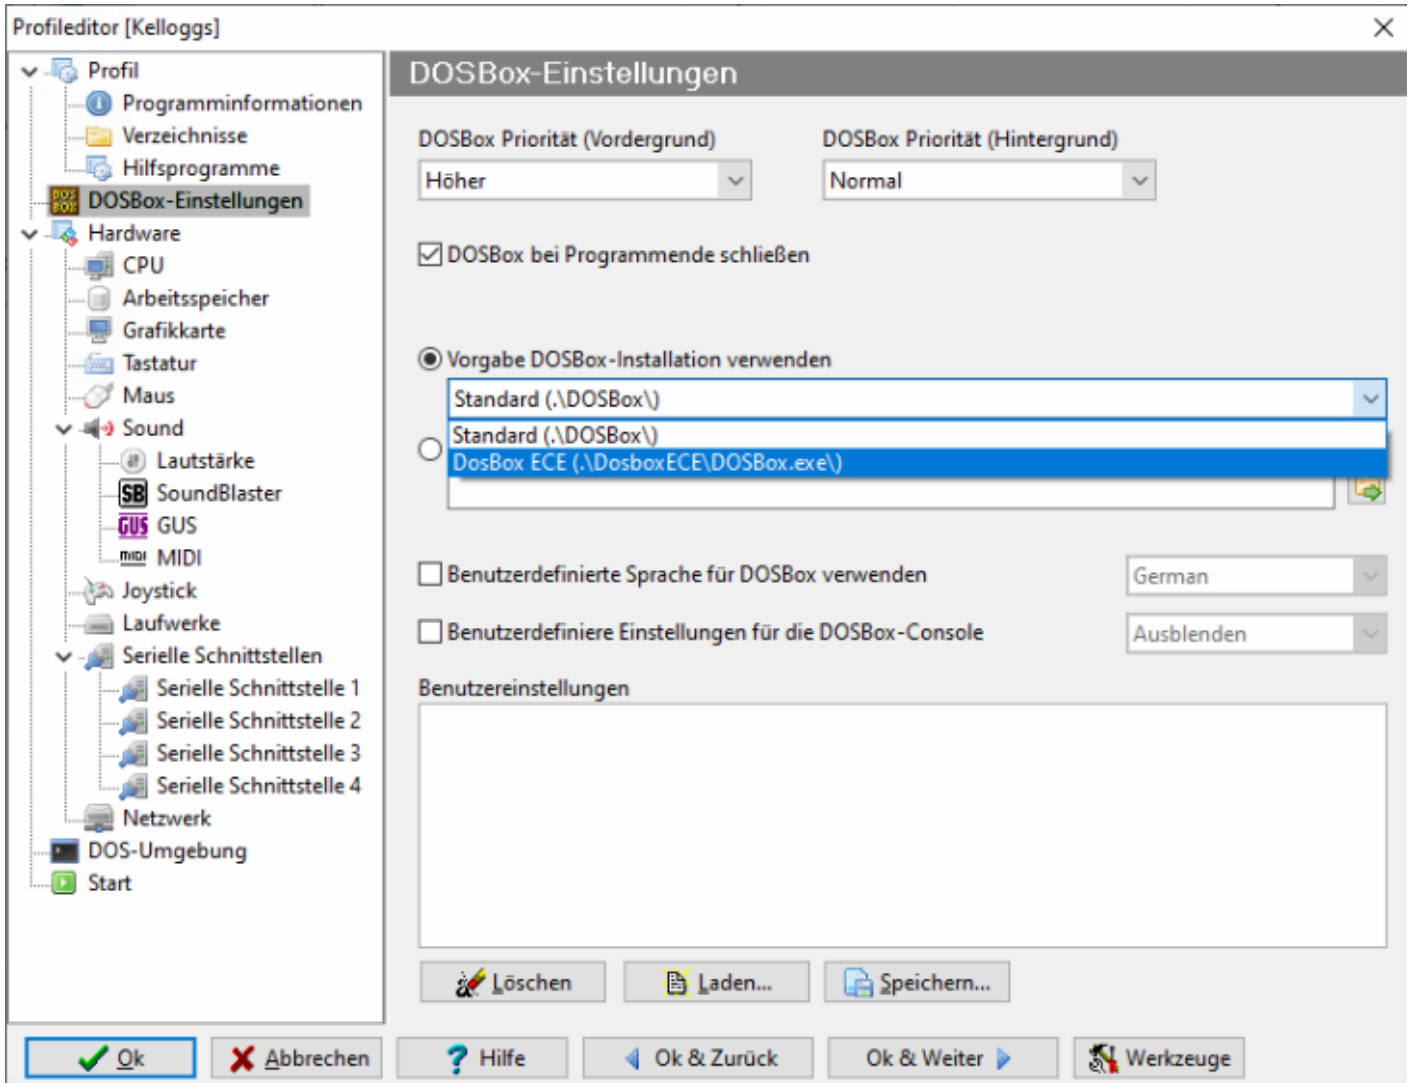 Profileditor [Kelloggs]
Profil
Programminformationen
Verzeichnisse
Hilfsprogramme
DOSBox-Einstellungen
Hardware
CPU
Arbeitsspeicher
Grafikkarte
Tastatur
Maus
Sound
Lautstärke
SB SoundBlaster
GUS GUS
MIDI MIDI
Joystick
Laufwerke
Serielle Schnittstellen
Serielle Schnittstelle 1
Serielle Schnittstelle 2
Serielle Schnittstelle 3
Serielle Schnittstelle 4
Netzwerk
DOS-Umgebung
Start
DOSBox-Einstellungen
DOSBox Priorität (Vordergrund) DOSBox Priorität (Hintergrund)
Höher Normal
DOSBox bei Programmende schließen
Vorgabe DOSBox-Installation verwenden
Standard (.\DOSBox\)
Standard (.\DOSBox\)
DosBox ECE (.\DosboxECE\DOSBox.exe\)
Benutzerdefinierte Sprache für DOSBox verwenden German
Benutzerdefiniere Einstellungen für die DOSBox-Console Ausblenden
Benutzereinstellungen
Löschen Laden... Speichern...
Ok Abbrechen Hilfe Ok & Zurück Ok & Weiter Werkzeuge